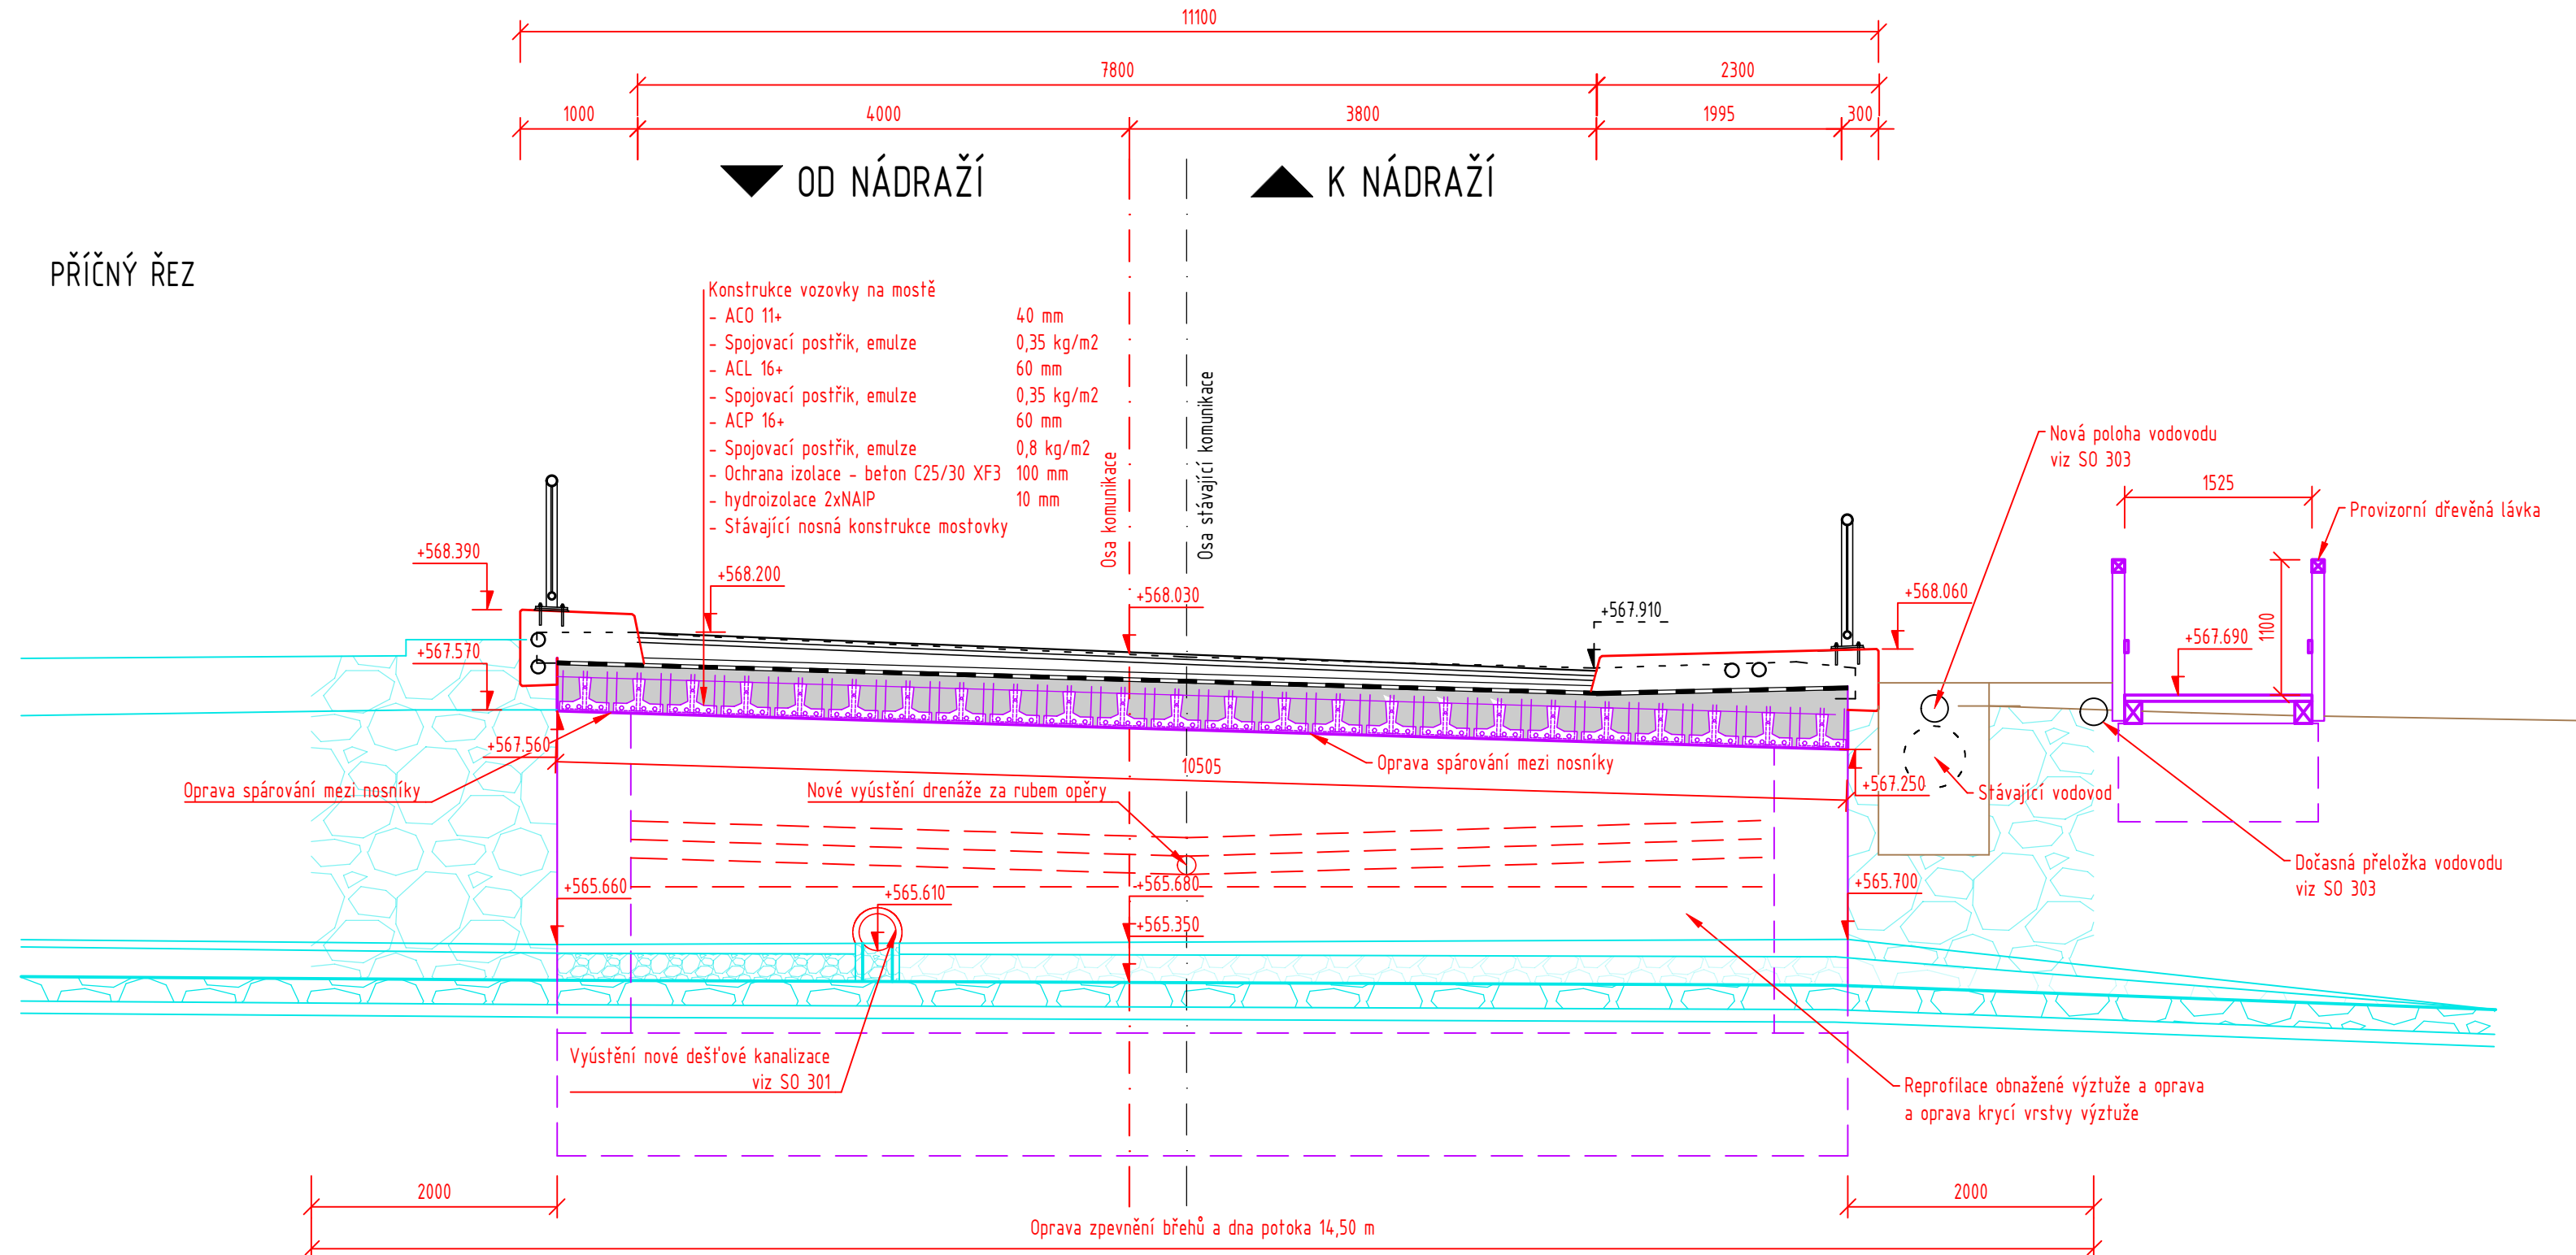 11100
7800
2300
1000
4000
3800
1995
300
OD NÁDRAŽÍ
K NÁDRAŽÍ
PŘÍČNÝ ŘEZ
Konstrukce vozovky na mostě
- ACO 11+ 40 mm
- Spojovací postřik, emulze 0,35 kg/m2
- ACL 16+ 60 mm
- Spojovací postřik, emulze 0,35 kg/m2
- ACP 16+ 60 mm
- Spojovací postřik, emulze 0,8 kg/m2
- Ochrana izolace - beton C25/30 XF3 100 mm
- hydroizolace 2xNAIP 10 mm
- Stávající nosná konstrukce mostovky
Osa komunikace
Osa stávající komunikace
Nová poloha vodovodu
viz SO 303
1525
Provizorní dřevěná lávka
+568.390
+568.200
+568.030
+567.910
+568.060
1100
+567.690
+567.570
+567.560
10505
Oprava spárování mezi nosníky
Oprava spárování mezi nosníky
Nové vyústění drenáže za rubem opěry
+567.250
Stávající vodovod
Dočasná přeložka vodovodu
viz SO 303
+565.660
+565.610
+565.680
+565.700
+565.350
Vyústění nové dešťové kanalizace
viz SO 301
Reprofilace obnažené výztuže a oprava
a oprava krycí vrstvy výztuže
2000
2000
Oprava zpevnění břehů a dna potoka 14,50 m